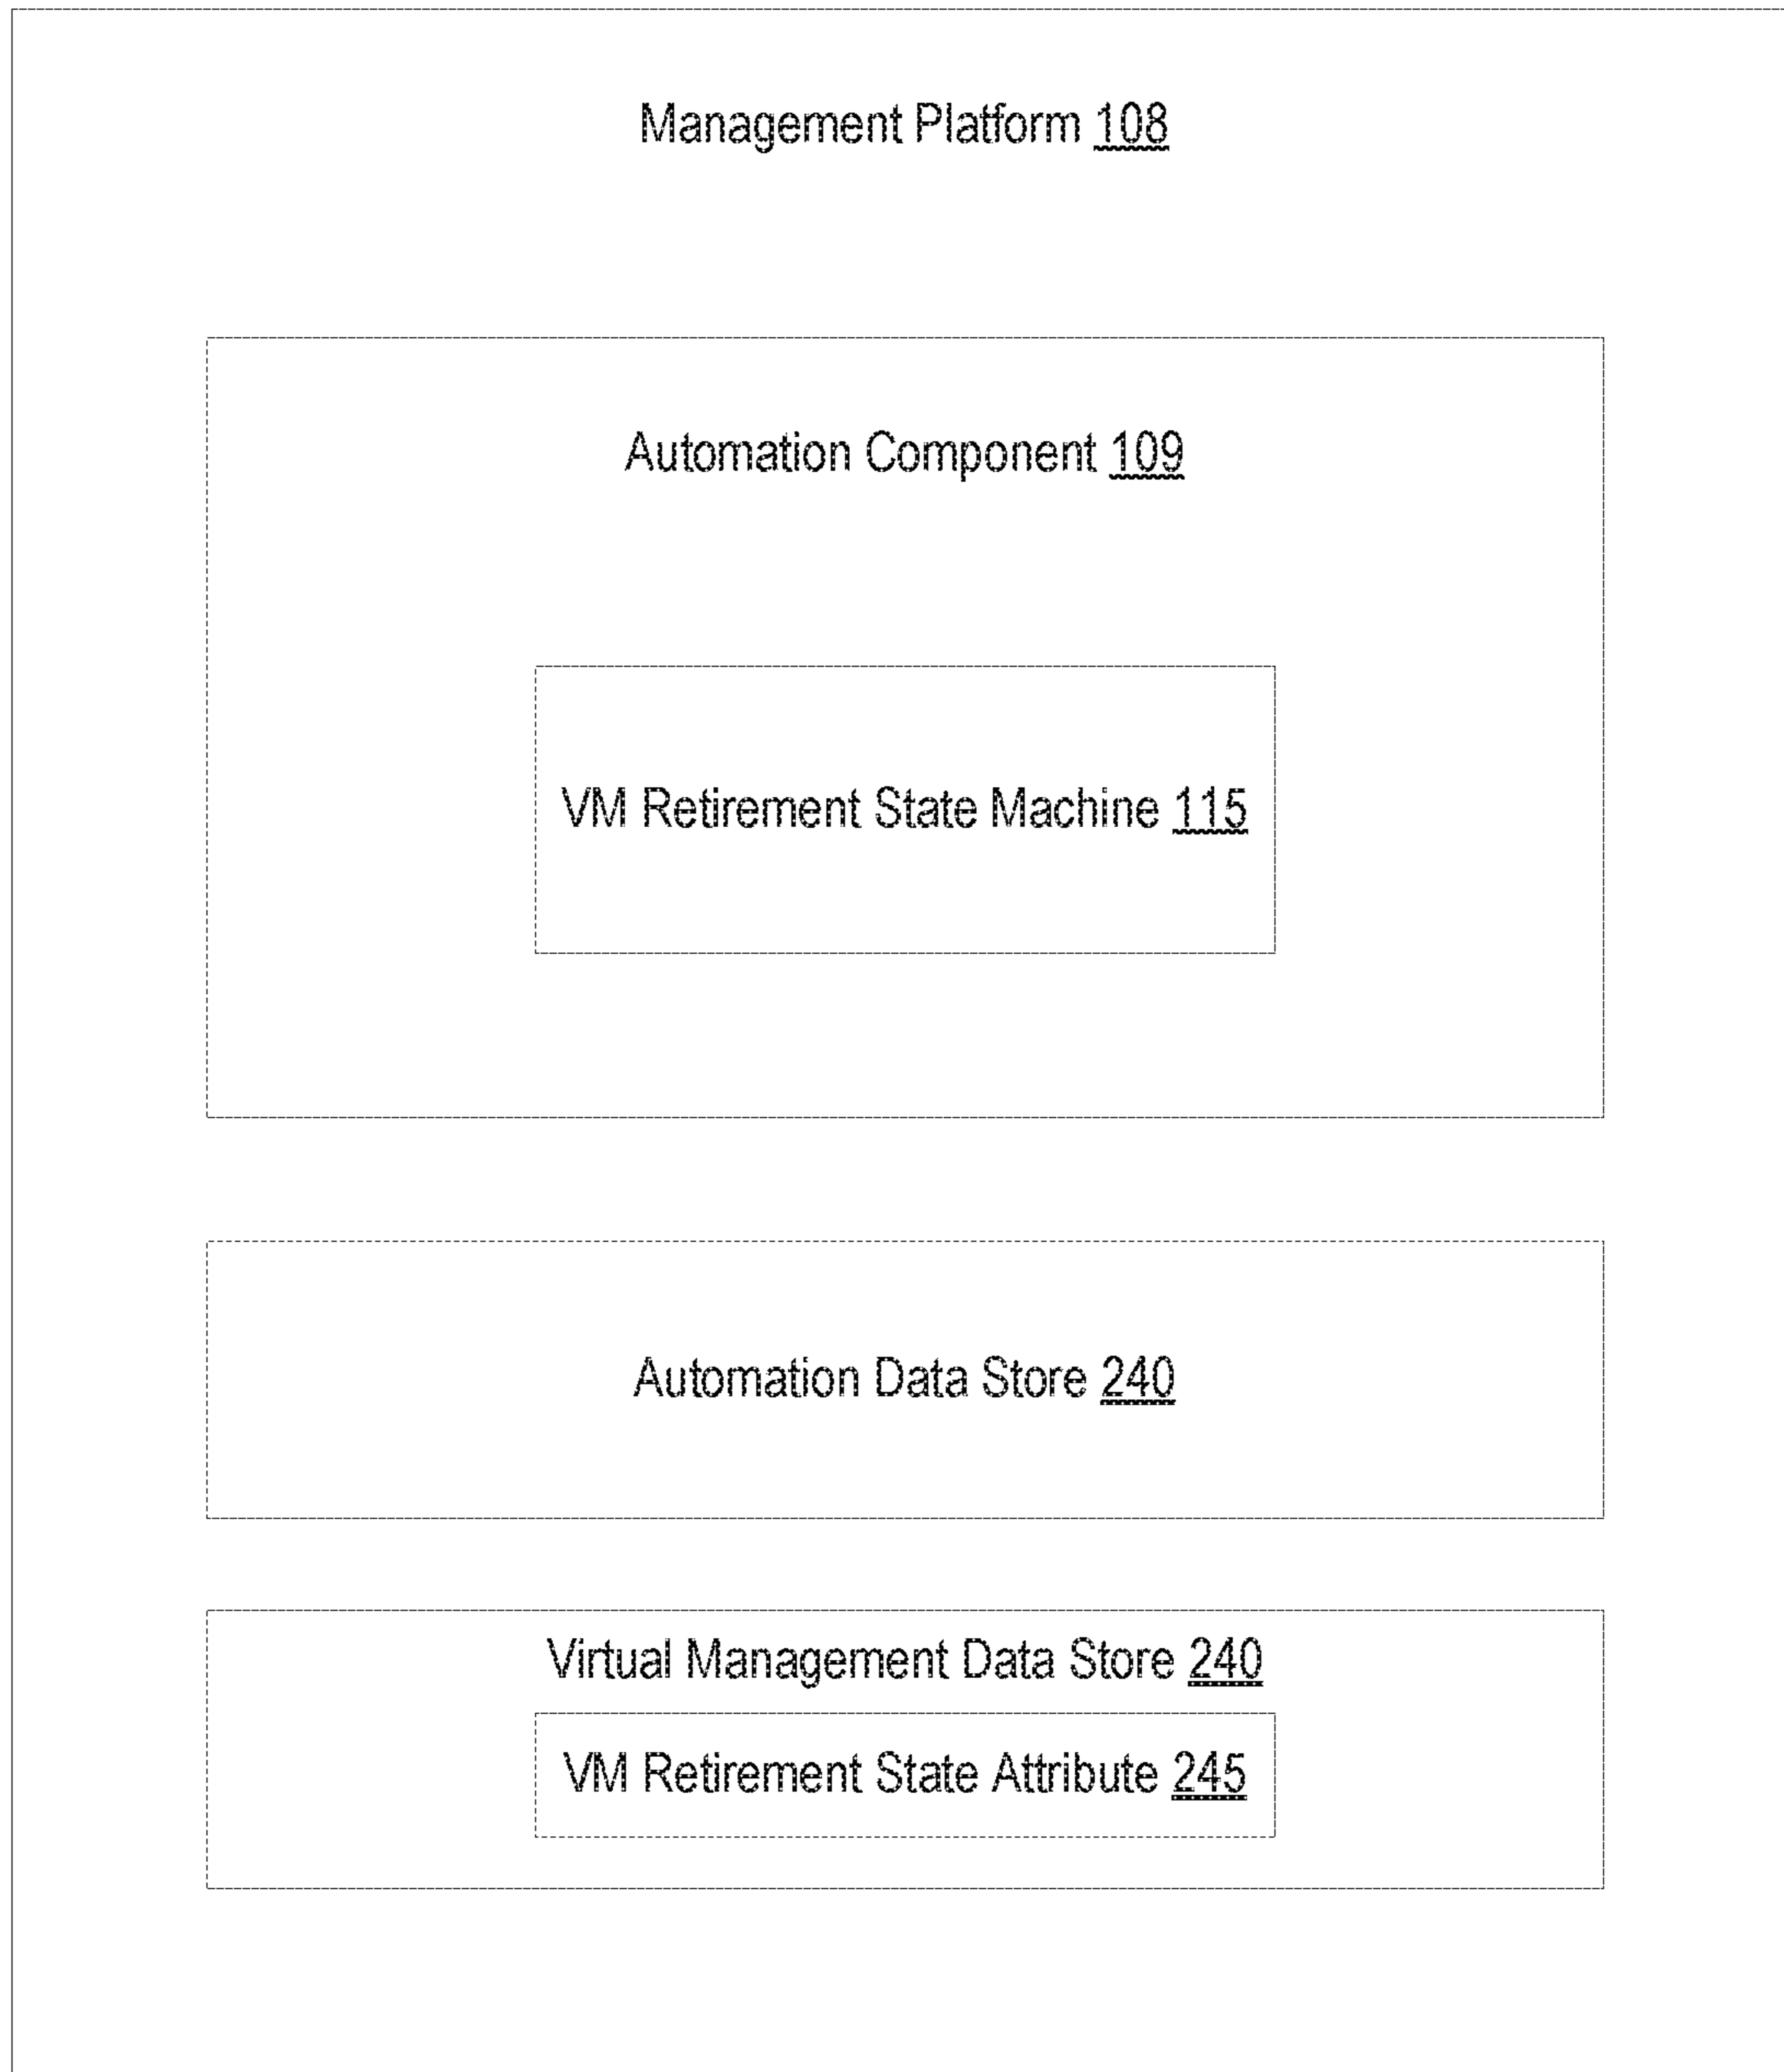 Management Platform 108
Automation Component 109
VM Retirement State Machine 115
Automation Data Store 240
Virtual Management Data Store 240
VM Retirement State Attribute 245